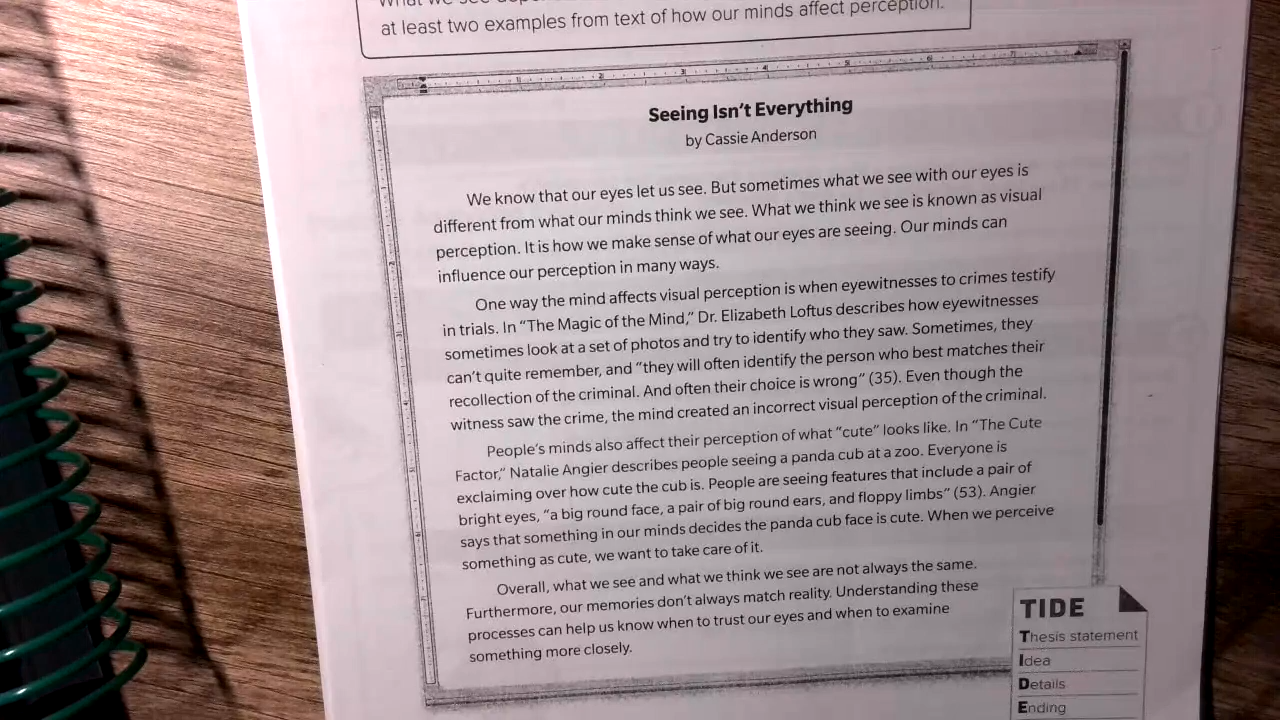 at least two examples from text of how our minds affect perception.
Seeing Isn't Everything
by Cassie Anderson
We know that our eyes let us see. But sometimes what we see with our eyes is
different from what our minds think we see. What we think we see is known as visual
perception. It is how we make sense of what our eyes are seeing. Our minds can
influence our perception in many ways.
One way the mind affects visual perception is when eyewitnesses to crimes testify
in trials. In “The Magic of the Mind,” Dr. Elizabeth Loftus describes how eyewitnesses
sometimes look at a set of photos and try to identify who they saw. Sometimes, they
can't quite remember, and “they will often identify the person who best matches their
recollection of the criminal. And often their choice is wrong” (35). Even though the
witness saw the crime, the mind created an incorrect visual perception of the criminal.
People's minds also affect their perception of what “cute” looks like. In “The Cute
Factor,” Natalie Angier describes people seeing a panda cub at a zoo. Everyone is
exclaiming over how cute the cub is. People are seeing features that include a pair of
bright eyes, “a big round face, a pair of big round ears, and floppy limbs” (53). Angier
says that something in our minds decides the panda cub face is cute. When we perceive
something as cute, we want to take care of it.
Overall, what we see and what we think we see are not always the same.
Furthermore, our memories don't always match reality. Understanding these
processes can help us know when to trust our eyes and when to examine
something more closely.
TIDE
Thesis statement
Idea
Details
Ending